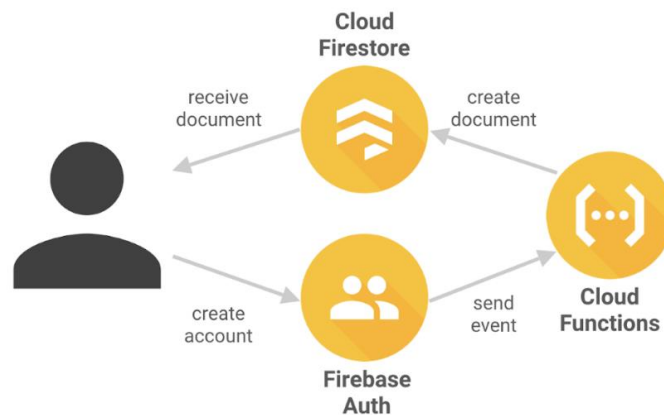 Cloud
Firestore
receive
document
create
document
create
account
send
event
Cloud
Functions
Firebase
Auth